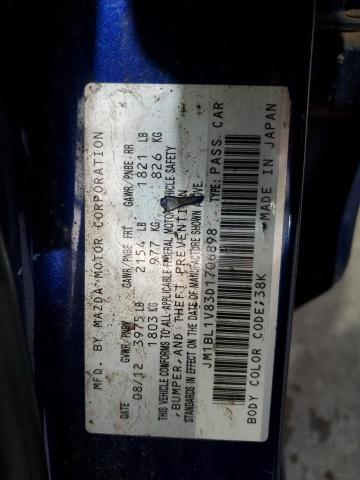 MFD. BY MAZDA MOTOR CORPORATION
DATE GVWR/PNBV GAWR/PNBE FRT GAWR/PNBE RR
08/12 3975 LB 2154 LB 1821 LB
1803 KG 977 KG 826 KG
THIS VEHICLE CONFORMS TO ALL APPLICABLE FEDERAL MOTOR VEHICLE SAFETY
, BUMPER, AND THEFT PREVENTION
STANDARDS IN EFFECT ON THE DATE OF MANUFACTURE SHOWN ABOVE.
JM1BL1V83D1706898 TYPE: PASS. CAR
BODY COLOR CODE;38K MADE IN JAPAN